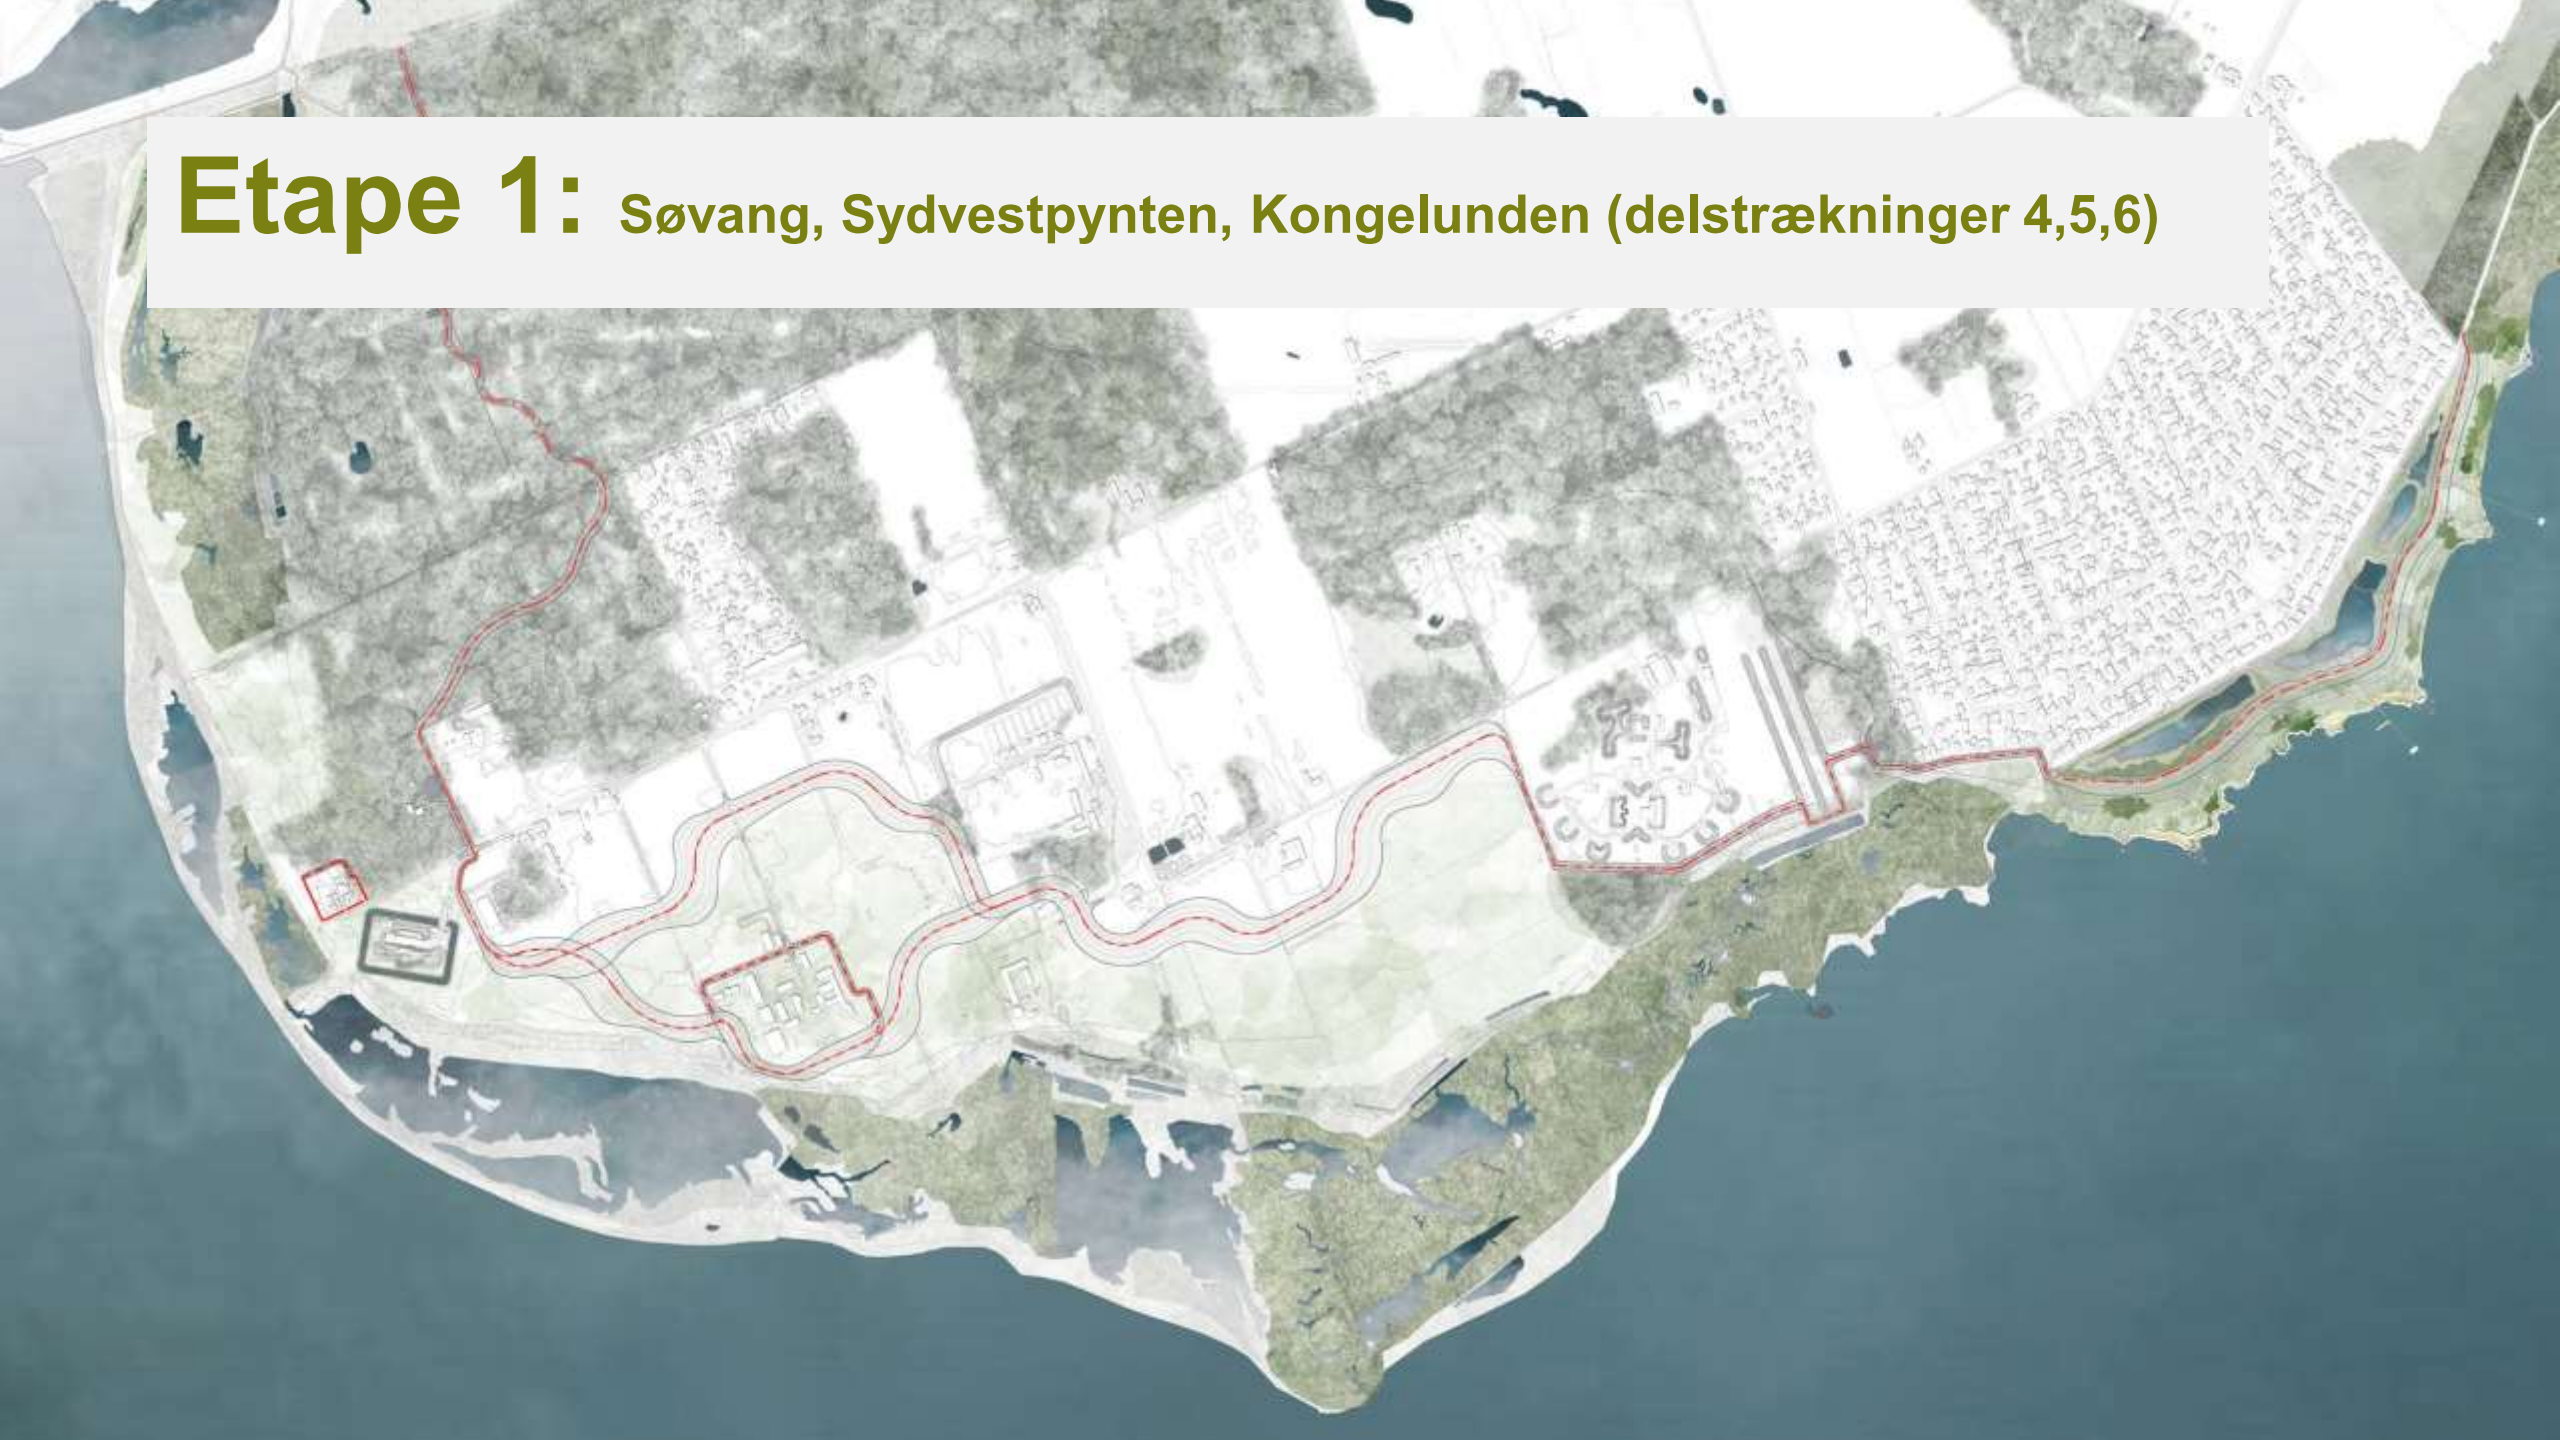 Etape 1: Søvang, Sydvestpynten, Kongelunden (delstrækninger 4,5,6)